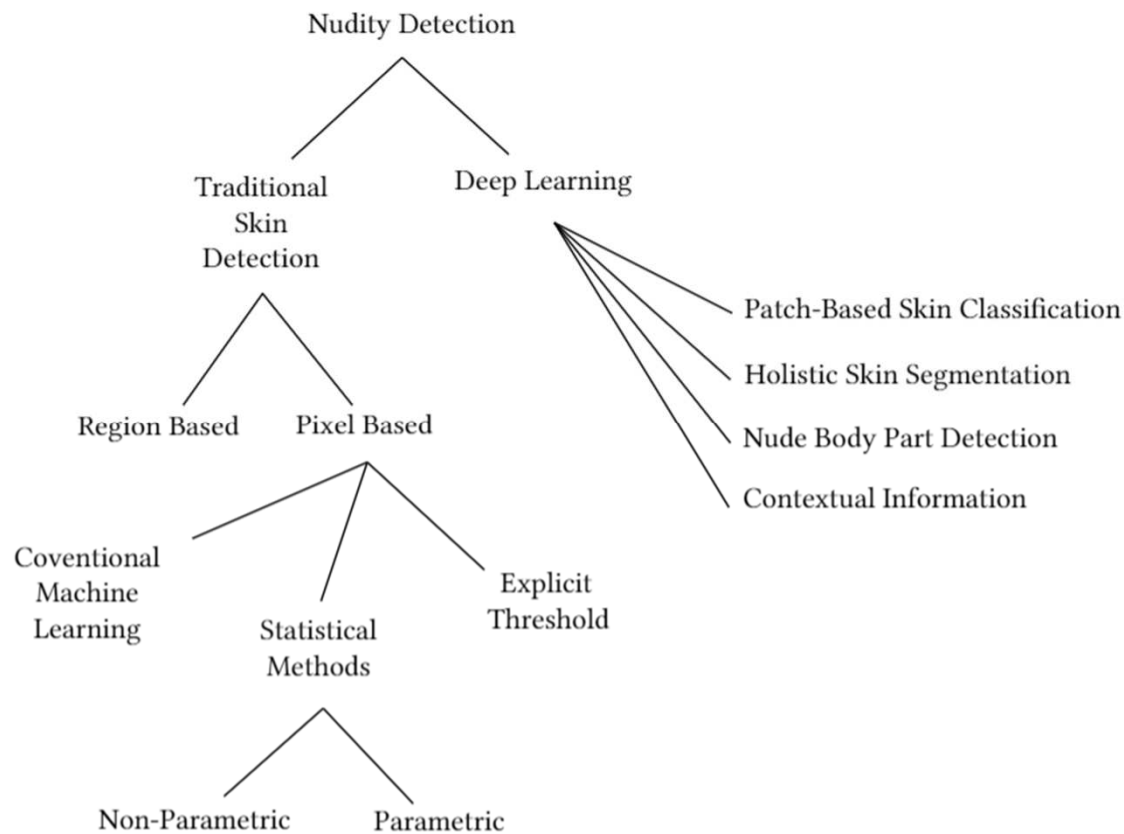 Nudity Detection
Traditional
Skin
Detection
Deep Learning
Patch-Based Skin Classification
Holistic Skin Segmentation
Nude Body Part Detection
Contextual Information
Region Based
Pixel Based
Coventional
Machine
Learning
Statistical
Methods
Explicit
Threshold
Non-Parametric
Parametric